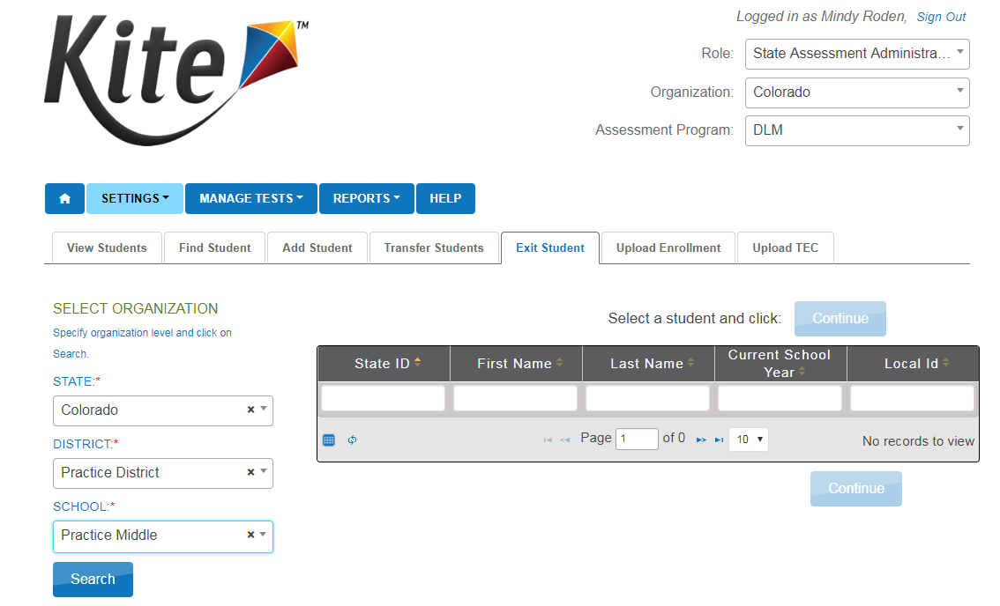 Kite™
Logged in as Mindy Roden, Sign Out
Role: State Assessment Administra...
Organization: Colorado
Assessment Program: DLM
SETTINGS MANAGE TESTS REPORTS HELP
View Students Find Student Add Student Transfer Students Exit Student Upload Enrollment Upload TEC
SELECT ORGANIZATION
Specify organization level and click on
Search.
STATE:*
Colorado ×
DISTRICT:*
Practice District ×
SCHOOL:*
Practice Middle ×
Search
Select a student and click: Continue
State ID First Name Last Name Current School
Year Local Id
Page 1 of 0 10 No records to view
Continue